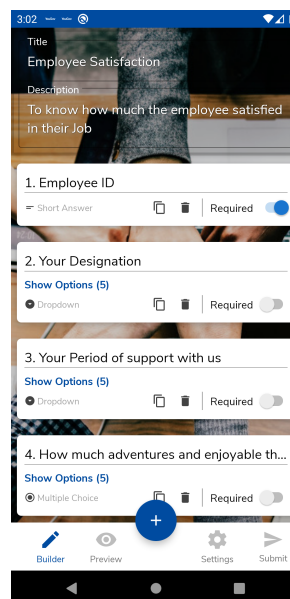 3:02
Title
Employee Satisfaction
Description
To know how much the employee satisfied
in their Job
1. Employee ID
Short Answer
Required
2. Your Designation
Show Options (5)
Dropdown
Required
3. Your Period of support with us
Show Options (5)
Dropdown
Required
4. How much adventures and enjoyable th...
Show Options (5)
Multiple Choice
Required
Builder
Preview
Settings
Submit